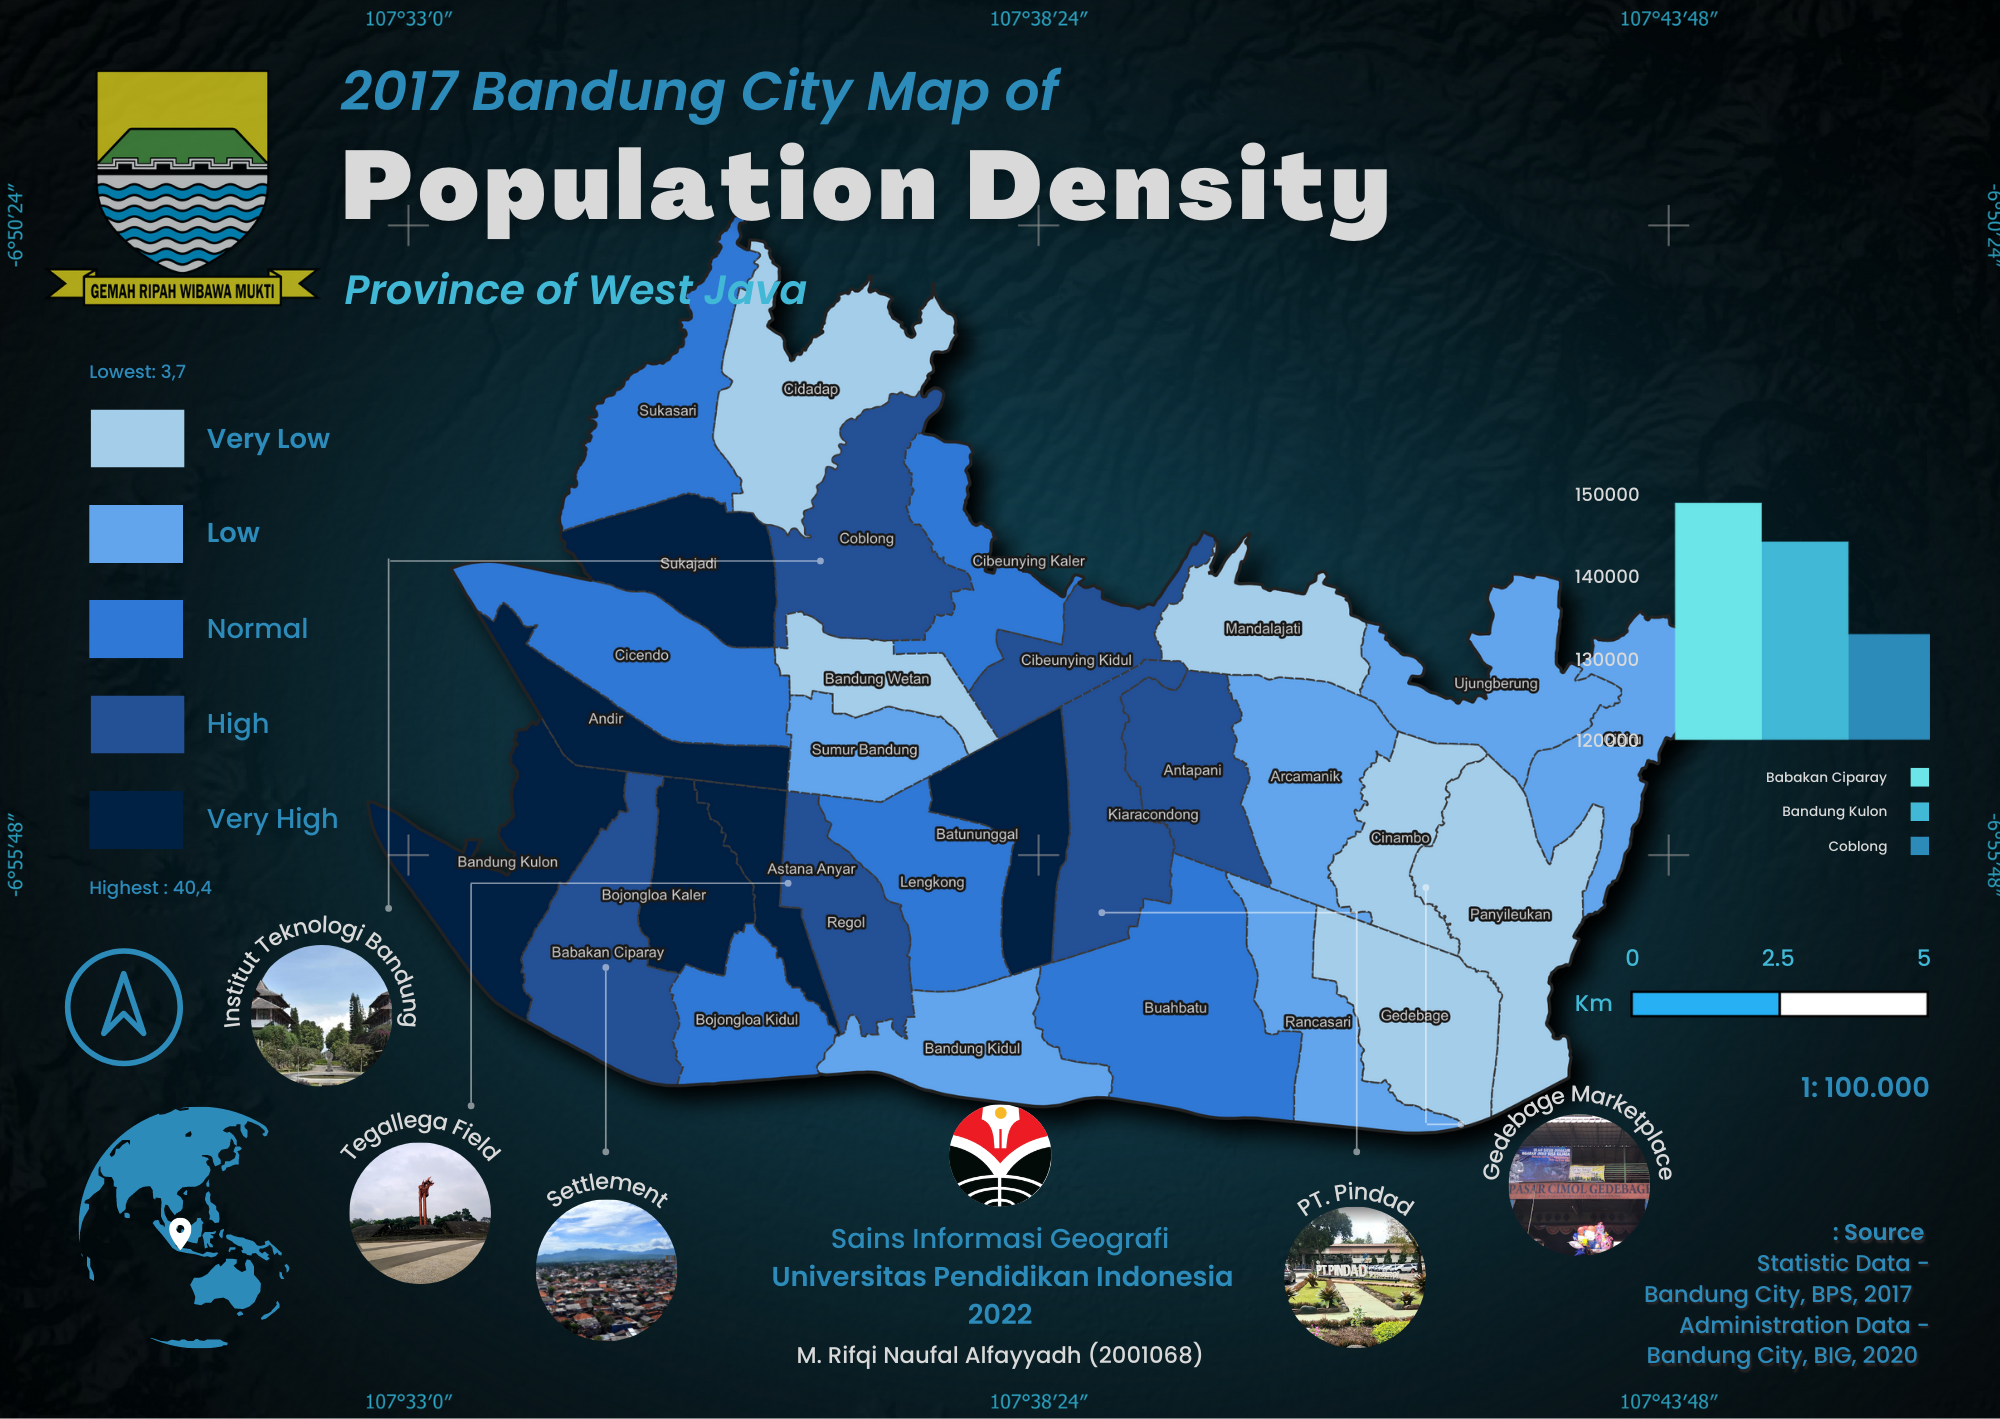 107°33′0″
107°38′24″
107°43′48″
-6°50′24″
-6°50′24″
2017 Bandung City Map of
Population Density
Province of West Java
GEMAH RIPAH WIBAWA MUKTI
Lowest: 3,7
Very Low
Low
Normal
High
Very High
Highest : 40,4
-6°55′48″
-6°55′48″
Sukasari
Cidadap
Coblong
Sukajadi
Cibeunying Kaler
Cicendo
Mandalajati
Cibeunying Kidul
Bandung Wetan
Ujungberung
Andir
Sumur Bandung
Antapani
Arcamanik
Kiaracondong
Batununggal
Cinambo
Bandung Kulon
Astana Anyar
Lengkong
Bojongloa Kaler
Regol
Panyileukan
Babakan Ciparay
Buahbatu
Bojongloa Kidul
Rancasari
Gedebage
Bandung Kidul
150000
140000
130000
120000
Babakan Ciparay
Bandung Kulon
Coblong
0
2.5
5
Km
1: 100.000
Institut Teknologi Bandung
Tegallega Field
Settlement
PT. Pindad
PT.PINDAD
Gedebage Marketplace
PASAR CIMOL GEDEBAGE
Sains Informasi Geografi
Universitas Pendidikan Indonesia
2022
M. Rifqi Naufal Alfayyadh (2001068)
: Source
Statistic Data -
Bandung City, BPS, 2017
Administration Data -
Bandung City, BIG, 2020
107°33′0″
107°38′24″
107°43′48″